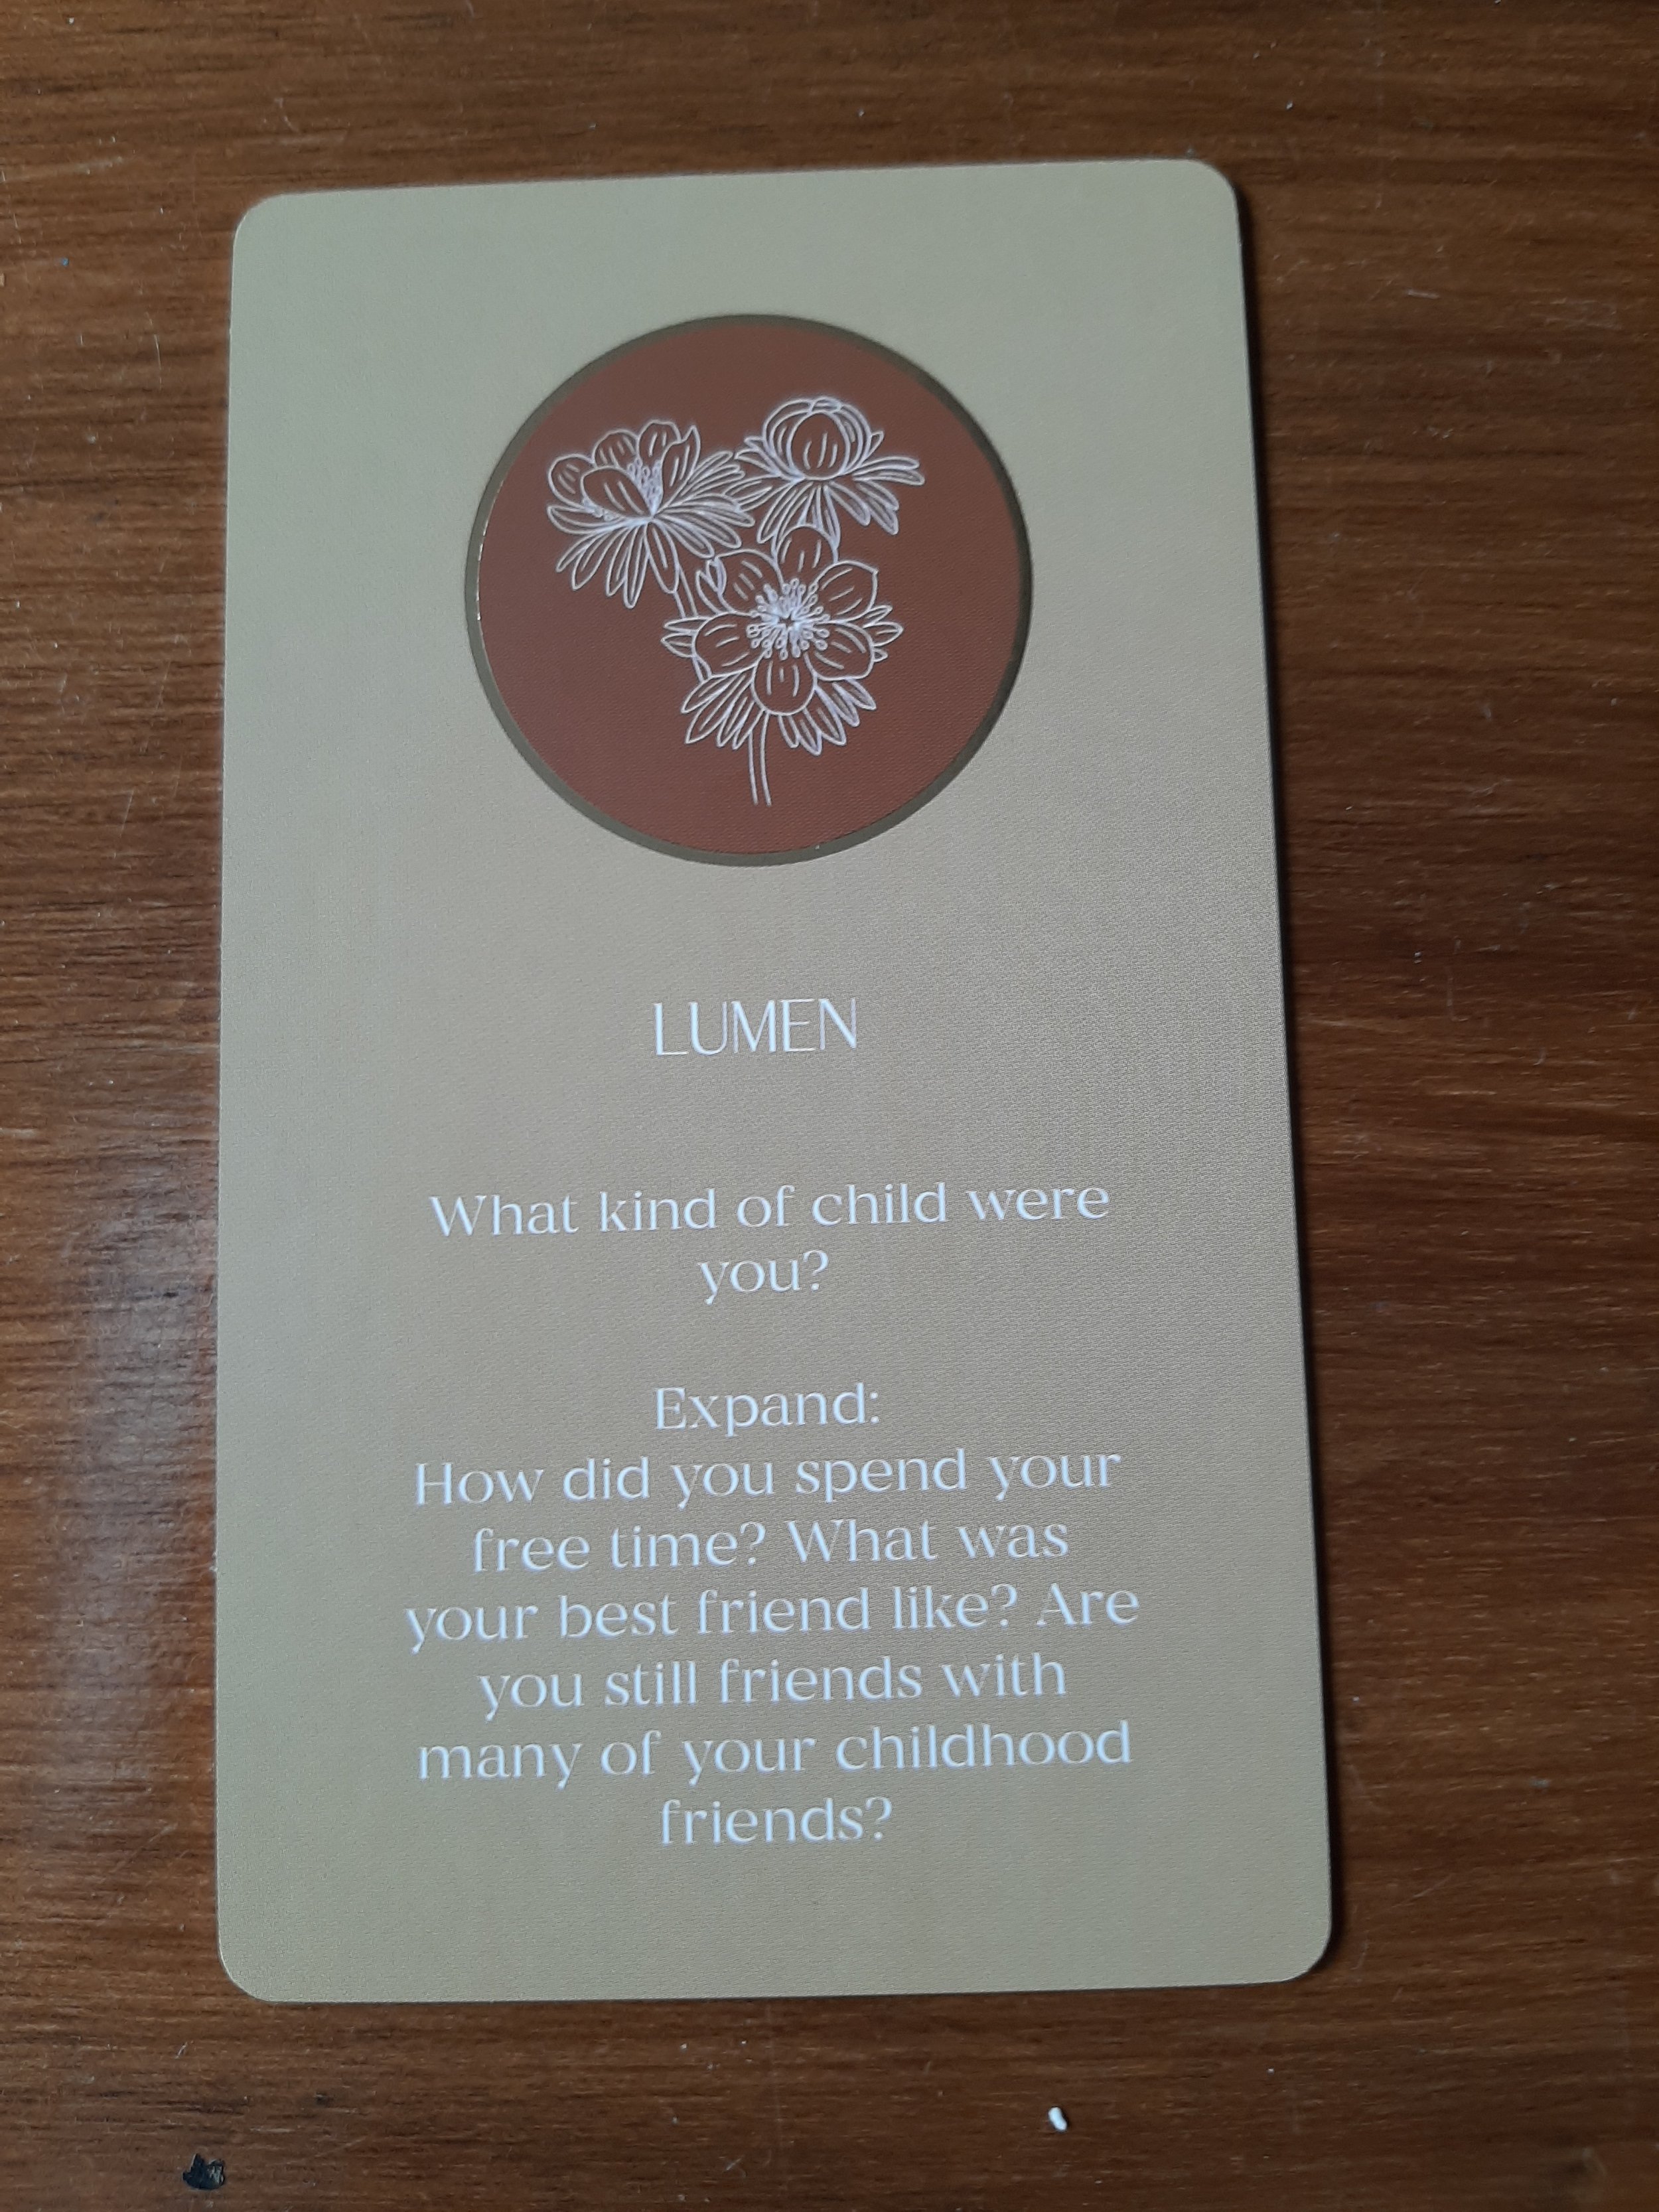 LUMEN
What kind of child were
you?
Expand:
How did you spend your
free time? What was
your best friend like? Are
you still friends with
many of your childhood
friends?